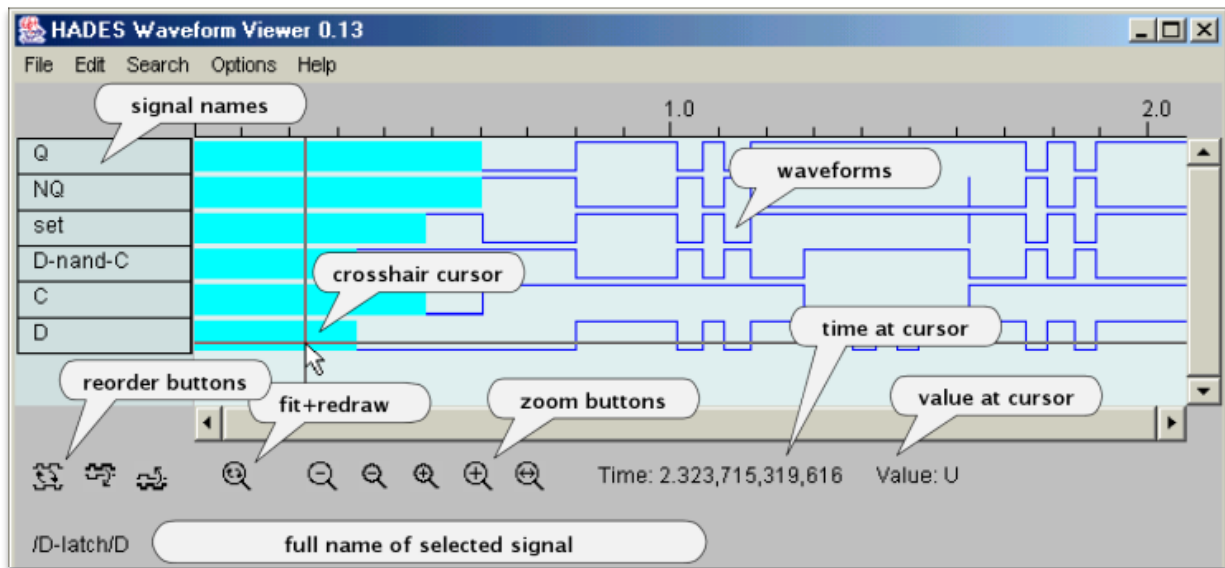 HADES Waveform Viewer 0.13
File Edit Search Options Help
signal names
1.0
2.0
Q
NQ
waveforms
set
D-nand-C
crosshair cursor
C
D
time at cursor
reorder buttons
fit+redraw
zoom buttons
value at cursor
Time: 2.323,715,319,616 Value: U
/D-latch/D
full name of selected signal